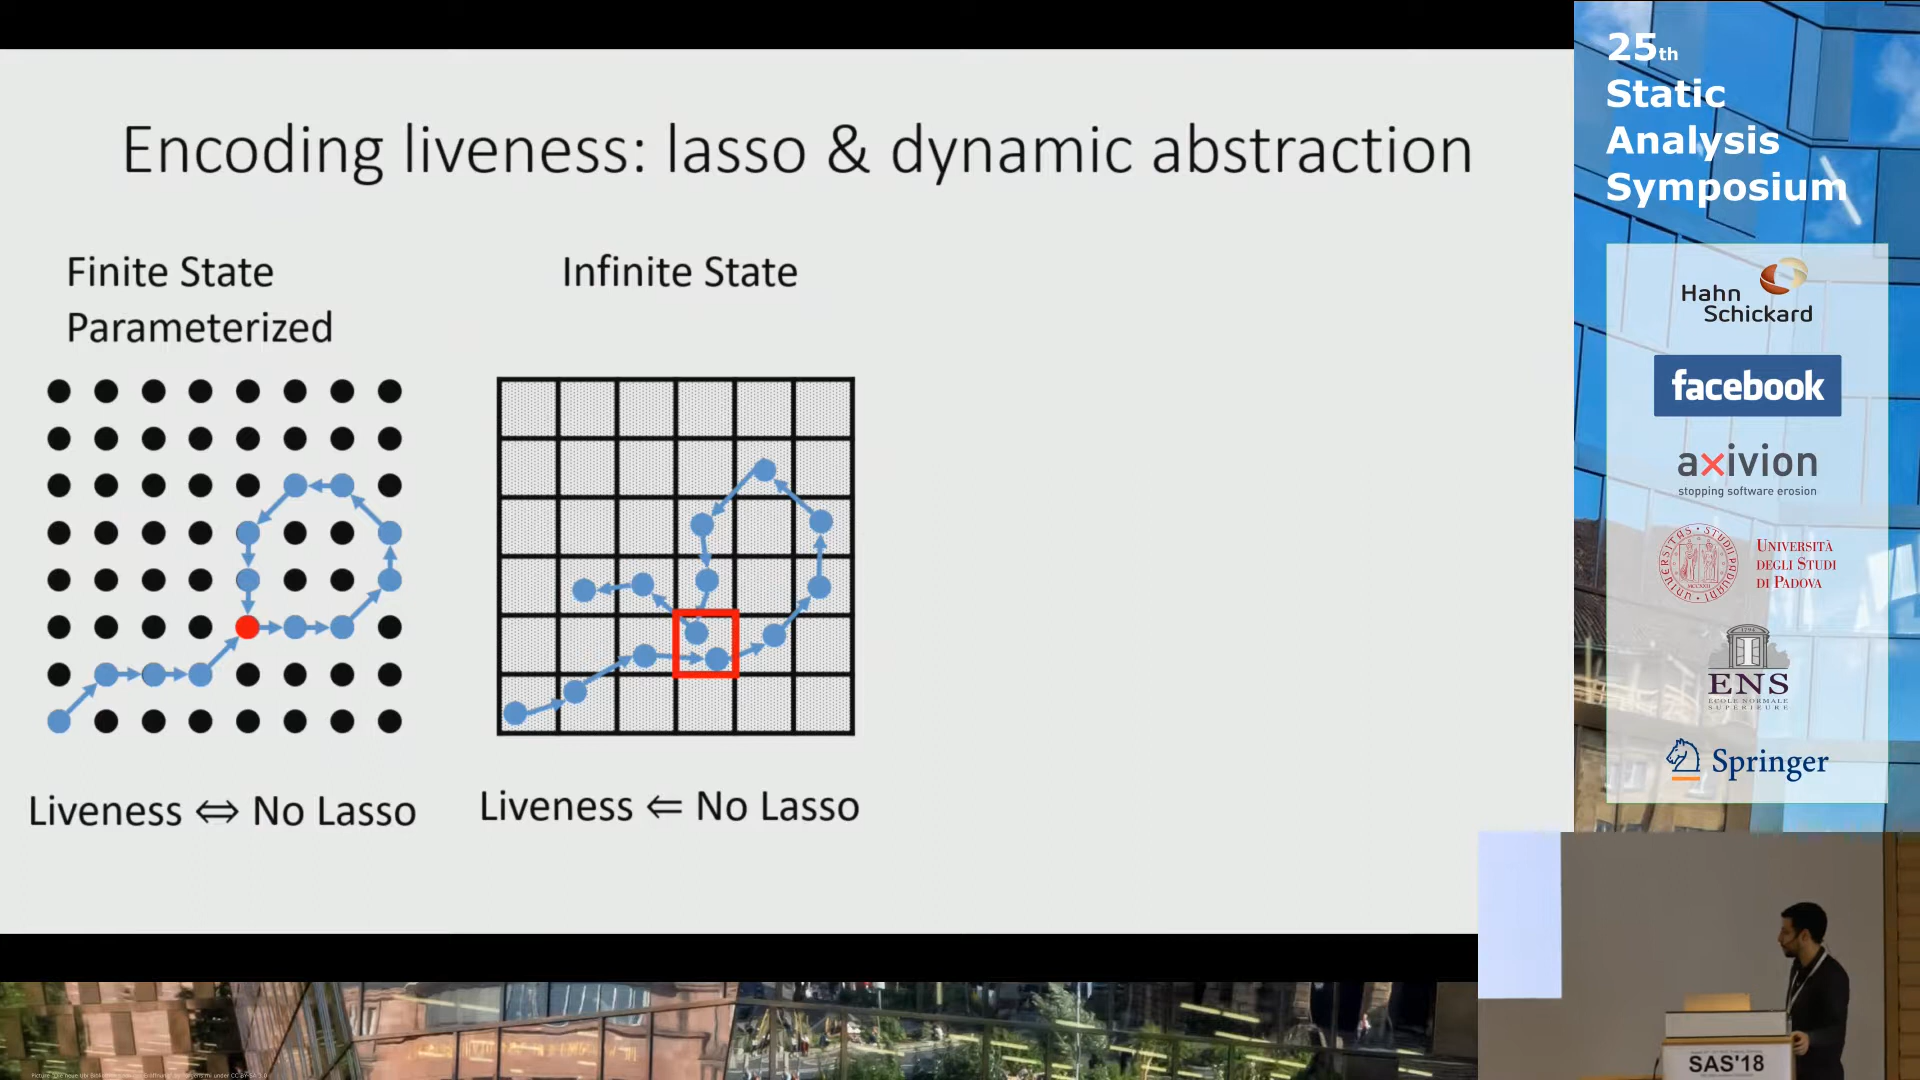 Encoding liveness: lasso & dynamic abstraction
Finite State
Parameterized
Infinite State
Liveness ⇔ No Lasso
Liveness ⇐ No Lasso
25th
Static
Analysis
Symposium
Hahn
Schickard
facebook
axivion
stopping software erosion
UNIVERSITÀ
DEGLI STUDI
DI PADOVA
ENS
ÉCOLE NORMALE
SUPÉRIEURE
Springer
SAS'18